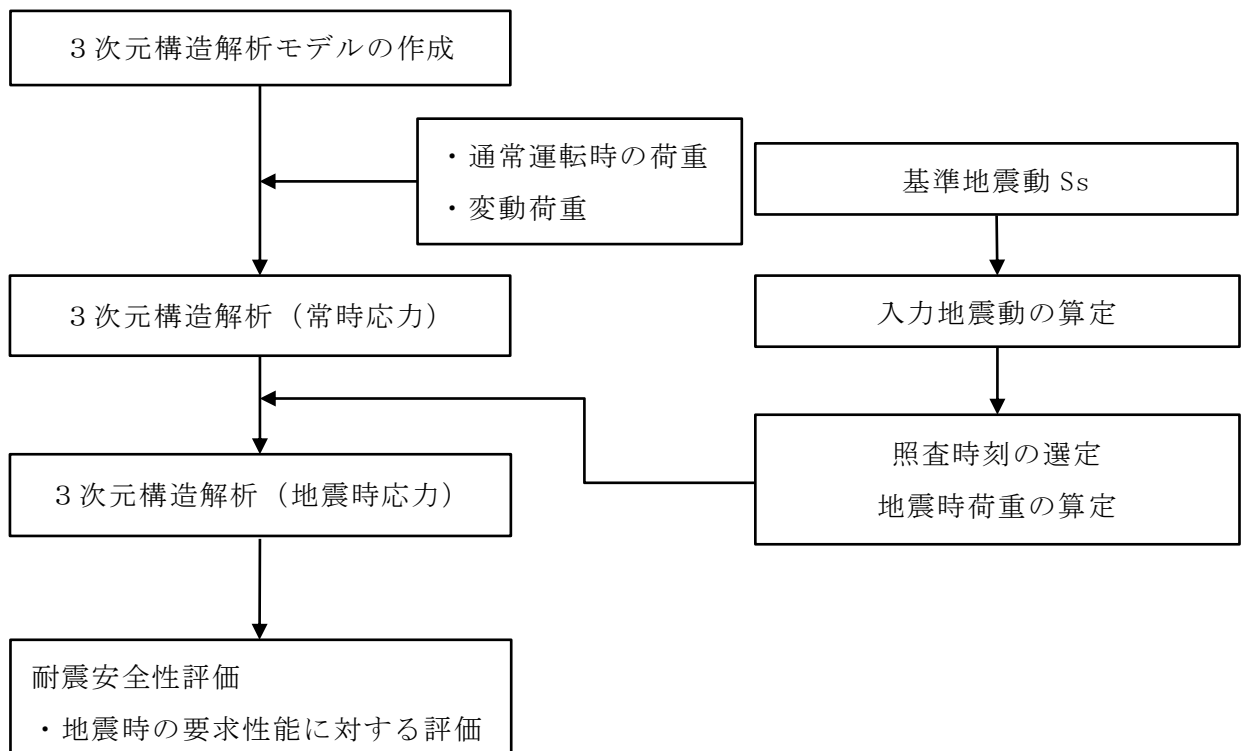 ３次元構造解析モデルの作成
・通常運転時の荷重
・変動荷重
基準地震動 Ss
３次元構造解析（常時応力）
入力地震動の算定
照査時刻の選定
地震時荷重の算定
３次元構造解析（地震時応力）
耐震安全性評価
・地震時の要求性能に対する評価